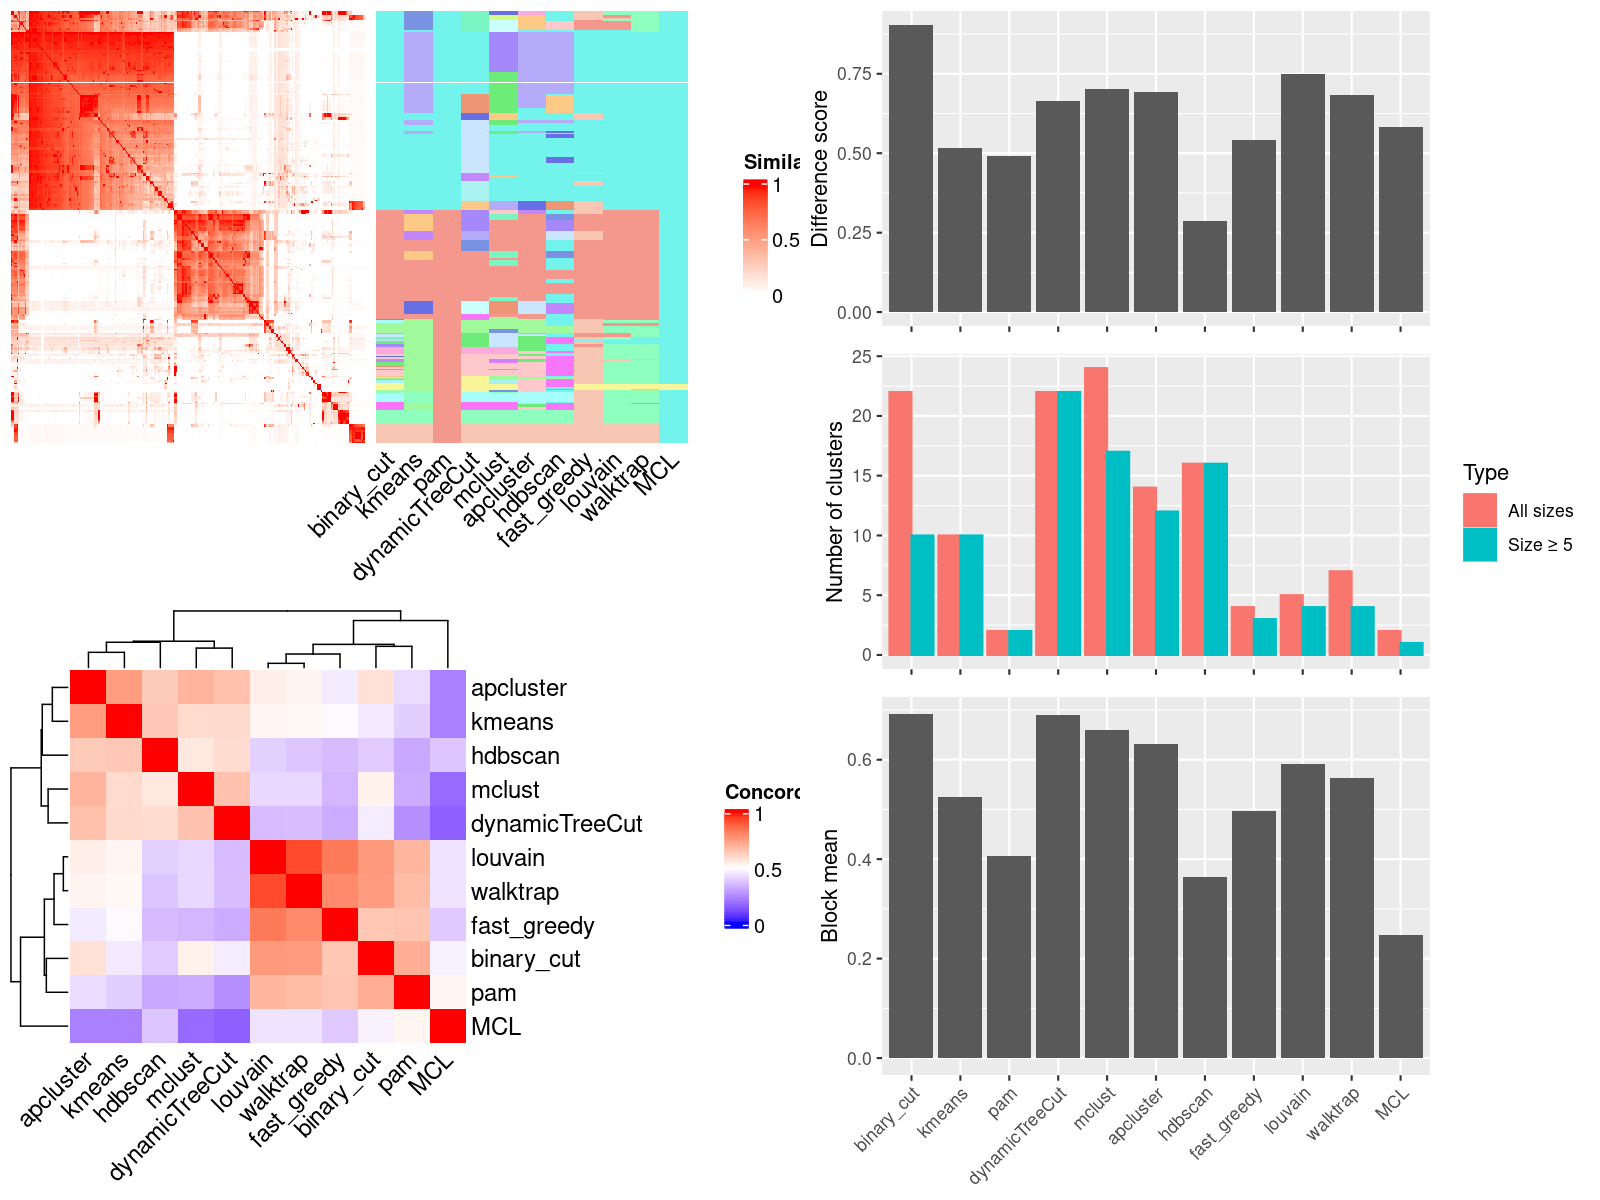 Simila
1
0.5
0
binary_cut
kmeans
pam
dynamicTreeCut
mclust
apcluster
hdbscan
fast_greedy
louvain
walktrap
MCL
apcluster
kmeans
hdbscan
mclust
dynamicTreeCut
louvain
walktrap
fast_greedy
binary_cut
pam
MCL
Concord
1
0.5
0
apcluster
kmeans
hdbscan
mclust
dynamicTreeCut
louvain
walktrap
fast_greedy
binary_cut
pam
MCL
Difference score
0.75
0.50
0.25
0.00
Number of clusters
25
20
15
10
5
0
Type
All sizes
Size ≥ 5
Block mean
0.6
0.4
0.2
0.0
binary_cut
kmeans
pam
dynamicTreeCut
mclust
apcluster
hdbscan
fast_greedy
louvain
walktrap
MCL